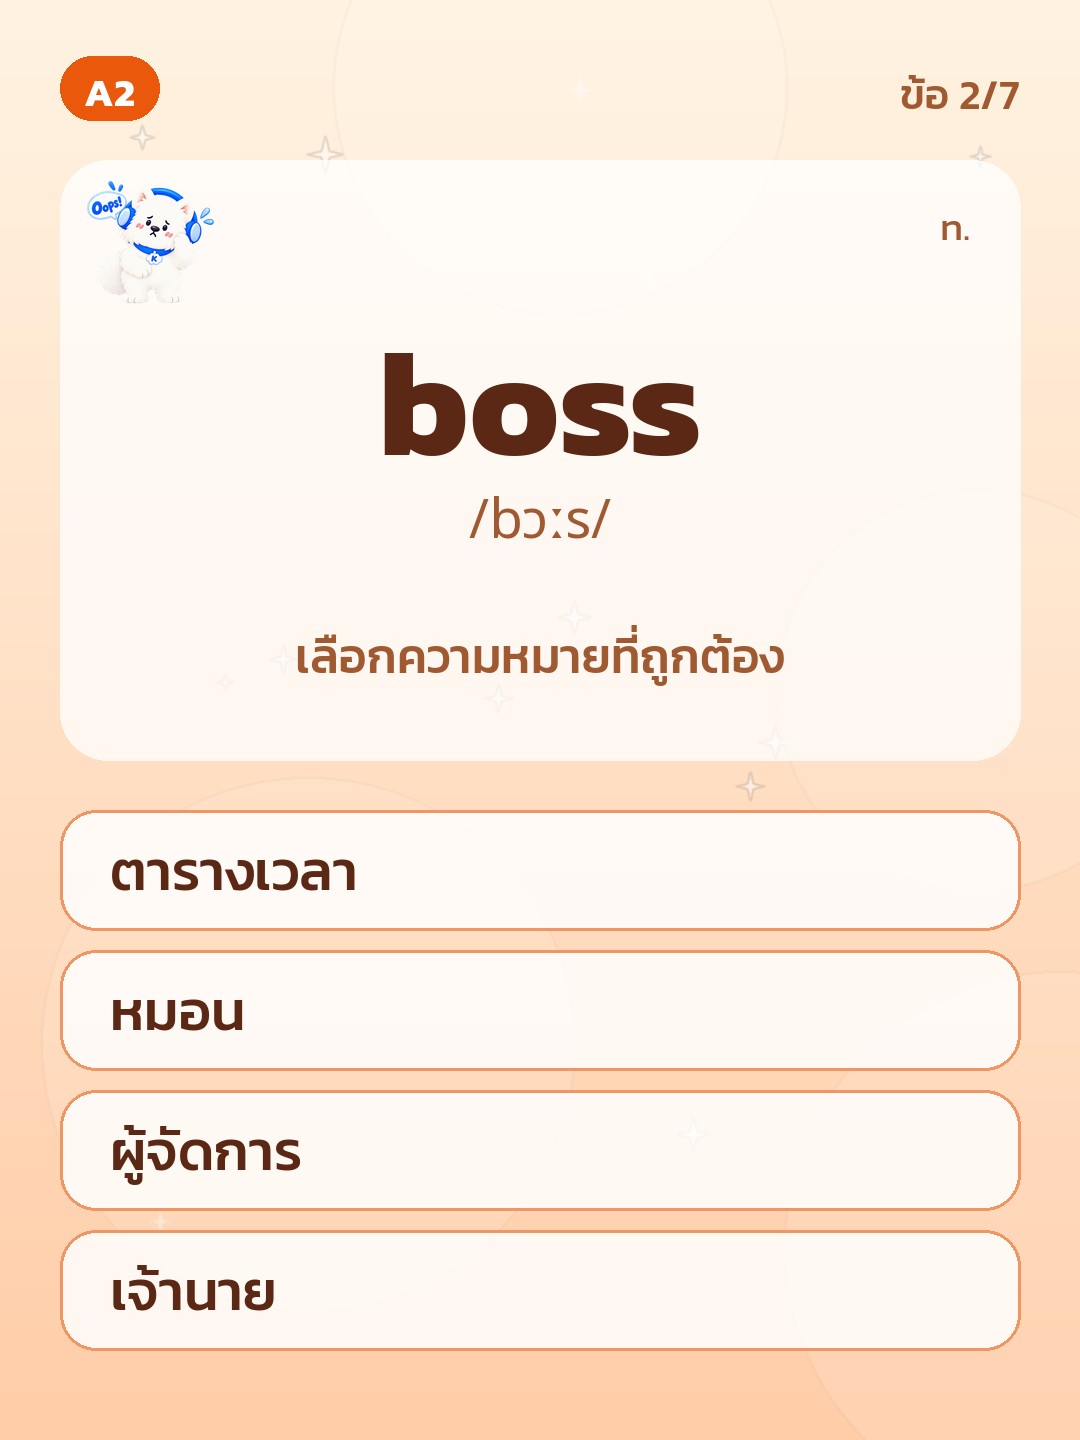 A2
ข้อ 2/7
Oops!
K
n.
boss
/bɔːs/
เลือกความหมายที่ถูกต้อง
ตารางเวลา
หมอน
ผู้จัดการ
เจ้านาย